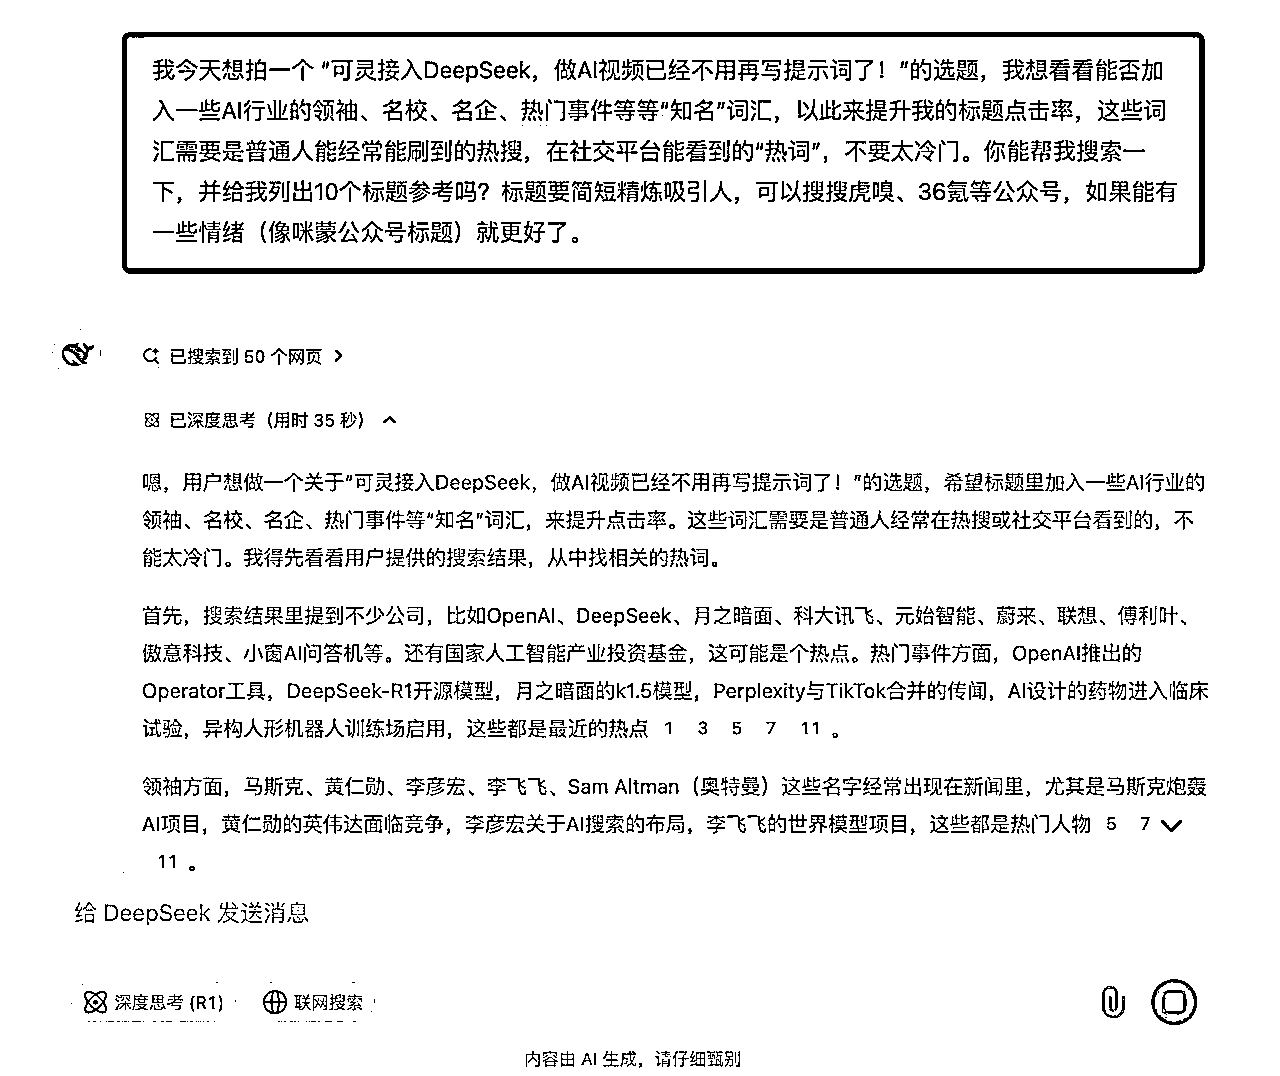 我今天想拍一个 "可灵接入DeepSeek，做AI视频已经不用再写提示词了！"的选题，我想看看能否加
入一些AI行业的领袖、名校、名企、热门事件等等"知名"词汇，以此来提升我的标题点击率，这些词
汇需要是普通人能经常能刷到的热搜，在社交平台能看到的"热词"，不要太冷门。你能帮我搜索一
下，并给我列出10个标题参考吗？标题要简短精炼吸引人，可以搜搜虎嗅、36氪等公众号，如果能有
一些情绪（像咪蒙公众号标题）就更好了。
已搜索到 50 个网页
已深度思考（用时 35 秒）
嗯，用户想做一个关于"可灵接入DeepSeek，做AI视频已经不用再写提示词了！"的选题，希望标题里加入一些AI行业的
领袖、名校、名企、热门事件等"知名"词汇，来提升点击率。这些词汇需要是普通人经常在热搜或社交平台看到的，不
能太冷门。我得先看看用户提供的搜索结果，从中找相关的热词。
首先，搜索结果里提到不少公司，比如OpenAI、DeepSeek、月之暗面、科大讯飞、元始智能、蔚来、联想、傅利叶、
傲意科技、小窗AI问答机等。还有国家人工智能产业投资基金，这可能是个热点。热门事件方面，OpenAI推出的
Operator工具，DeepSeek-R1开源模型，月之暗面的k1.5模型，Perplexity与TikTok合并的传闻，AI设计的药物进入临床
试验，异构人形机器人训练场启用，这些都是最近的热点 1 3 5 7 11 。
领袖方面，马斯克、黄仁勋、李彦宏、李飞飞、Sam Altman（奥特曼）这些名字经常出现在新闻里，尤其是马斯克炮轰
AI项目，黄仁勋的英伟达面临竞争，李彦宏关于AI搜索的布局，李飞飞的世界模型项目，这些都是热门人物 5 7
11 。
给 DeepSeek 发送消息
深度思考 (R1) 联网搜索
内容由 AI 生成，请仔细甄别